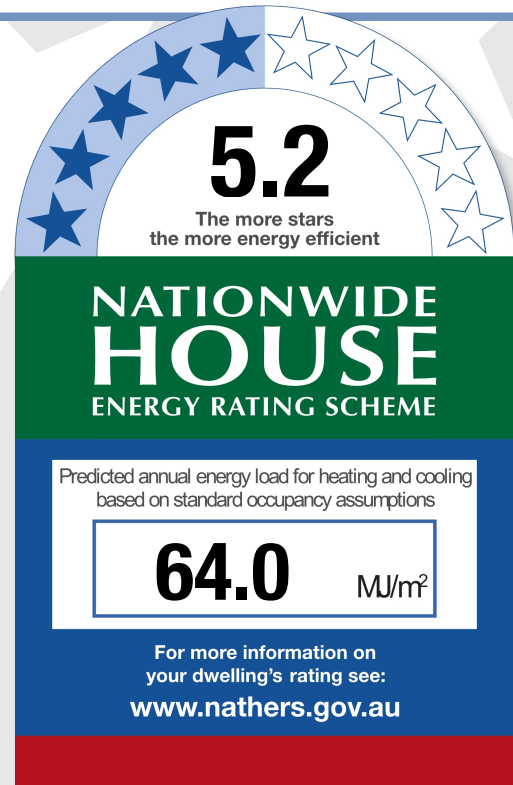 5.2
The more stars
the more energy efficient
NATIONWIDE
HOUSE
ENERGY RATING SCHEME
Predicted annual energy load for heating and cooling
based on standard occupancy assumptions
64.0 MJ/m²
For more information on
your dwelling's rating see:
www.nathers.gov.au